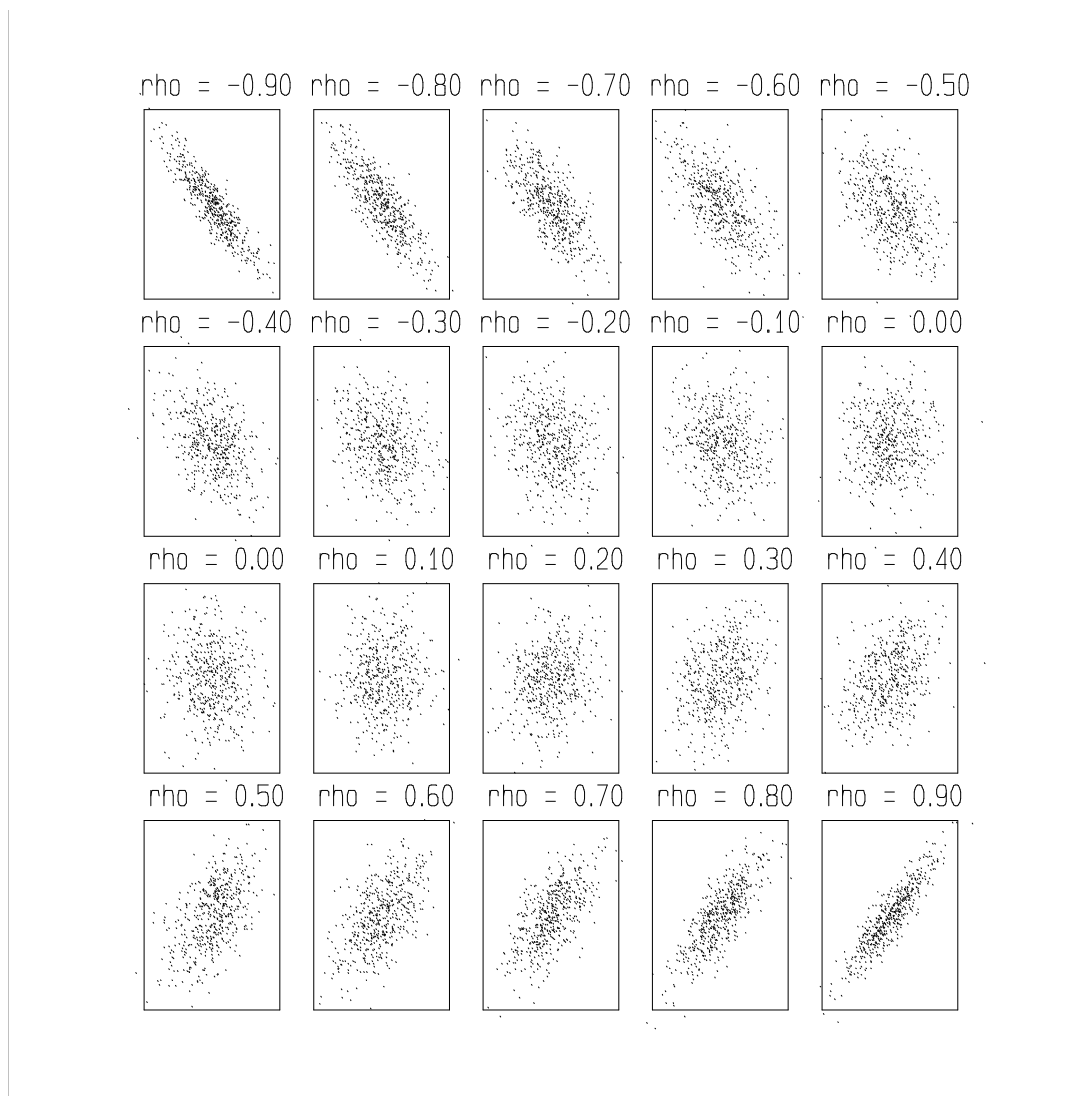 rho = -0.90 rho = -0.80 rho = -0.70 rho = -0.60 rho = -0.50
rho = -0.40 rho = -0.30 rho = -0.20 rho = -0.10 rho = 0.00
rho = 0.00 rho = 0.10 rho = 0.20 rho = 0.30 rho = 0.40
rho = 0.50 rho = 0.60 rho = 0.70 rho = 0.80 rho = 0.90